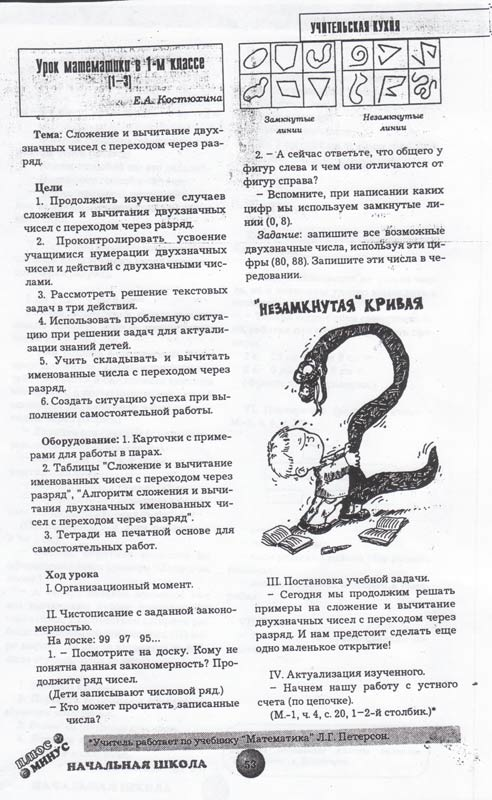 УЧИТЕЛЬСКАЯ КУХНЯ
Урок математики в 1-м классе
(1–3)
Е.А. Костюхина
Тема: Сложение и вычитание двух-
значных чисел с переходом через раз-
ряд.
Цели
1. Продолжить изучение случаев
сложения и вычитания двухзначных
чисел с переходом через разряд.
2. Проконтролировать усвоение
учащимися нумерации двухзначных
чисел и действий с двухзначными чис-
лами.
3. Рассмотреть решение текстовых
задач в три действия.
4. Использовать проблемную ситуа-
цию при решении задач для актуали-
зации знаний детей.
5. Учить складывать и вычитать
именованные числа с переходом через
разряд.
6. Создать ситуацию успеха при вы-
полнении самостоятельной работы.
Оборудование: 1. Карточки с приме-
рами для работы в парах.
2. Таблицы "Сложение и вычитание
именованных чисел с переходом через
разряд", "Алгоритм сложения и вычи-
тания двухзначных именованных чи-
сел с переходом через разряд".
3. Тетради на печатной основе для
самостоятельных работ.
Ход урока
I. Организационный момент.
II. Чистописание с заданной законо-
мерностью.
На доске: 99 97 95...
1. – Посмотрите на доску. Кому не
понятна данная закономерность? Про-
должите ряд чисел.
(Дети записывают числовой ряд.)
– Кто может прочитать записанные
числа?
Замкнутые
линии
Незамкнутые
линии
2. – А сейчас ответьте, что общего у
фигур слева и чем они отличаются от
фигур справа?
– Вспомните, при написании каких
цифр мы используем замкнутые ли-
нии (0, 8).
Задание: запишите все возможные
двухзначные числа, используя эти ци-
фры (80, 88). Запишите эти числа в че-
редовании.
"НЕЗАМКНУТАЯ" КРИВАЯ
III. Постановка учебной задачи.
– Сегодня мы продолжим решать
примеры на сложение и вычитание
двухзначных чисел с переходом через
разряд. И нам предстоит сделать еще
одно маленькое открытие!
IV. Актуализация изученного.
– Начнем нашу работу с устного
счета (по цепочке).
(М.-1, ч. 4, с. 20, 1–2-й столбик.)*
*Учитель работает по учебнику "Математика" Л.Г. Петерсон.
ПЛЮС
МИНУС
НАЧАЛЬНАЯ ШКОЛА
53